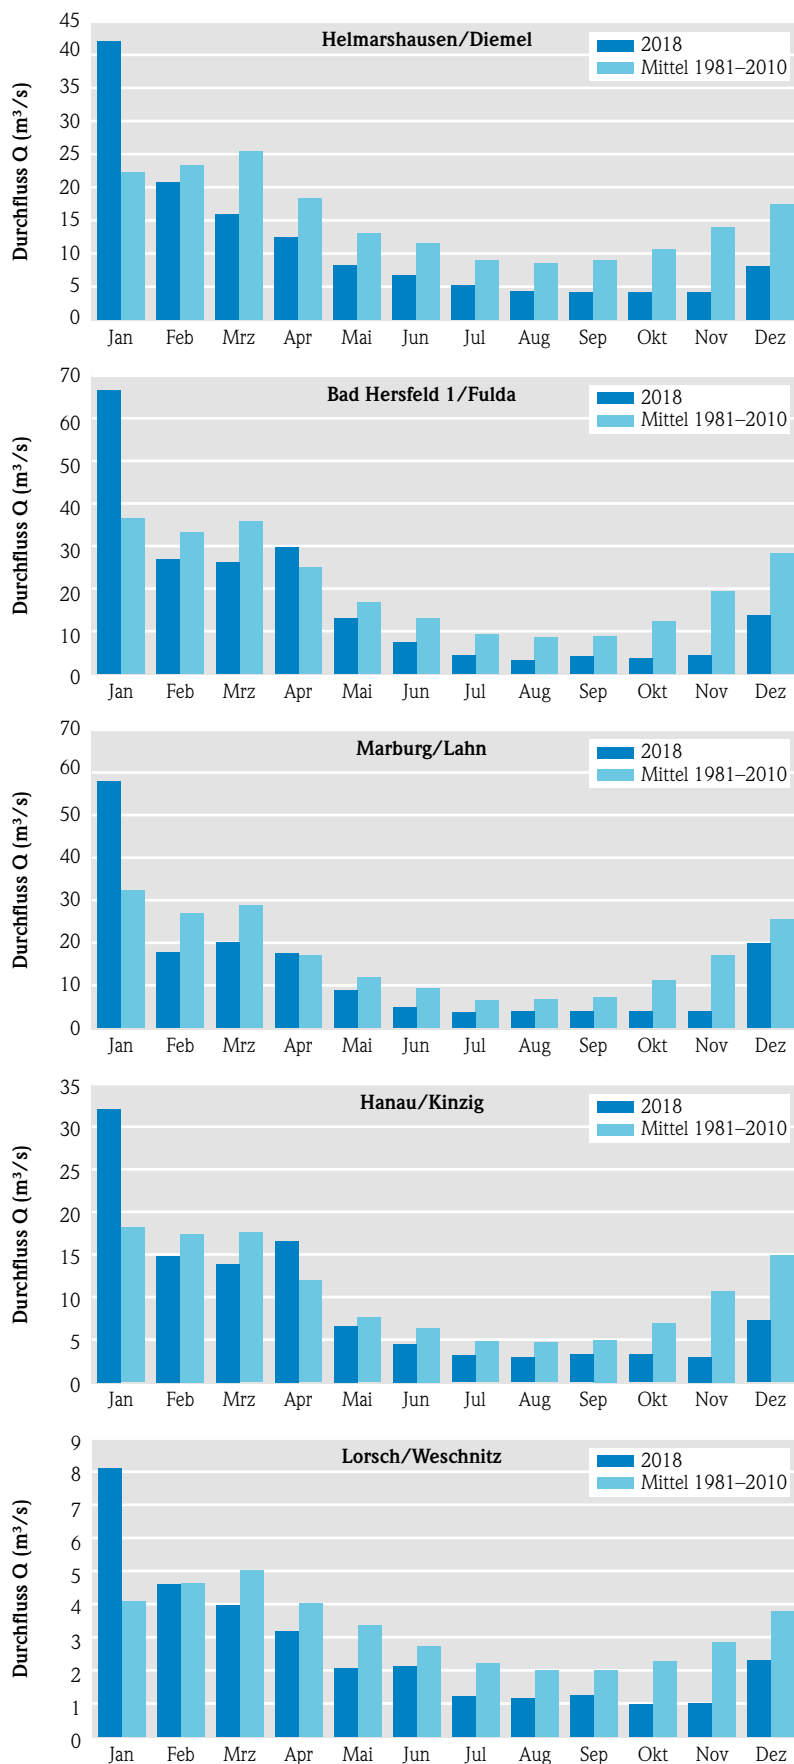 Helmarshausen/Diemel
2018
Mittel 1981–2010
Durchfluss Q (m³/s)
45
40
35
30
25
20
15
10
5
0
Jan Feb Mrz Apr Mai Jun Jul Aug Sep Okt Nov Dez
Bad Hersfeld 1/Fulda
2018
Mittel 1981–2010
Durchfluss Q (m³/s)
70
60
50
40
30
20
10
0
Jan Feb Mrz Apr Mai Jun Jul Aug Sep Okt Nov Dez
Marburg/Lahn
2018
Mittel 1981–2010
Durchfluss Q (m³/s)
70
60
50
40
30
20
10
0
Jan Feb Mrz Apr Mai Jun Jul Aug Sep Okt Nov Dez
Hanau/Kinzig
2018
Mittel 1981–2010
Durchfluss Q (m³/s)
35
30
25
20
15
10
5
0
Jan Feb Mrz Apr Mai Jun Jul Aug Sep Okt Nov Dez
Lorsch/Weschnitz
2018
Mittel 1981–2010
Durchfluss Q (m³/s)
9
8
7
6
5
4
3
2
1
0
Jan Feb Mrz Apr Mai Jun Jul Aug Sep Okt Nov Dez